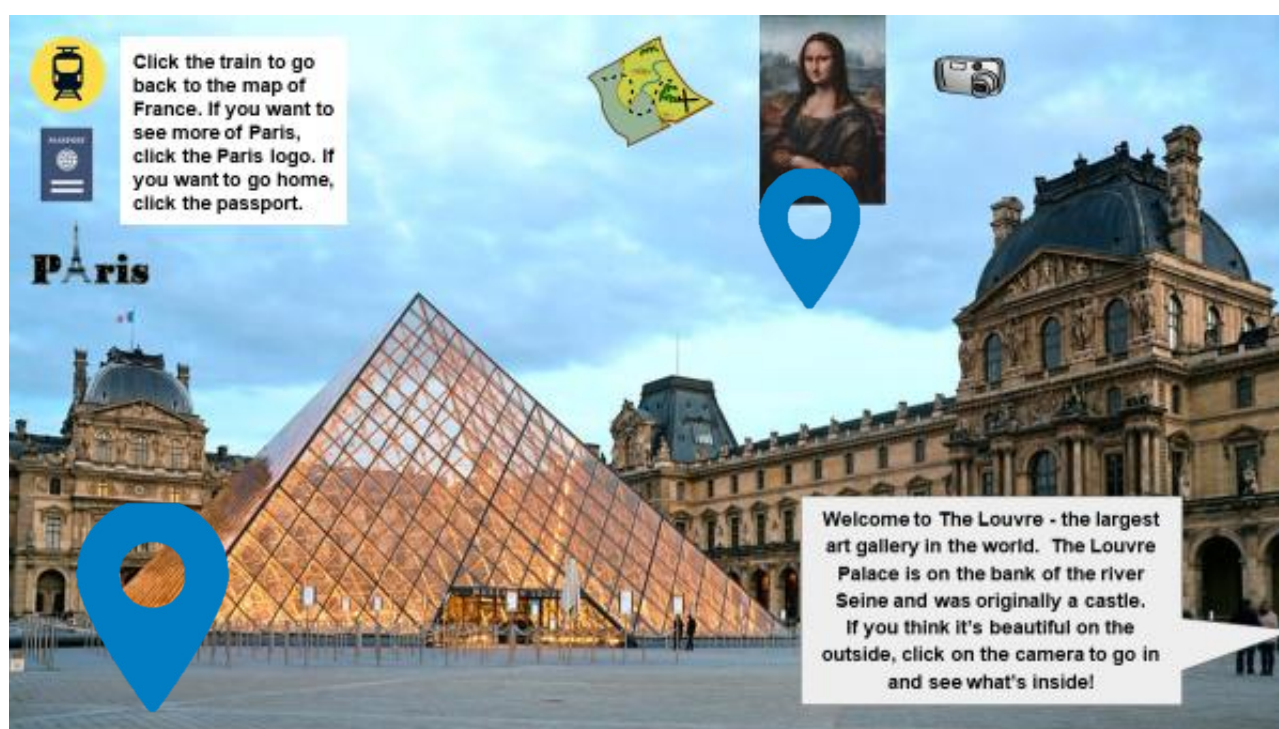 Click the train to go
back to the map of
France. If you want to
see more of Paris,
click the Paris logo. If
you want to go home,
click the passport.
PASSPORT
PAris
Welcome to The Louvre - the largest
art gallery in the world. The Louvre
Palace is on the bank of the river
Seine and was originally a castle.
If you think it's beautiful on the
outside, click on the camera to go in
and see what's inside!